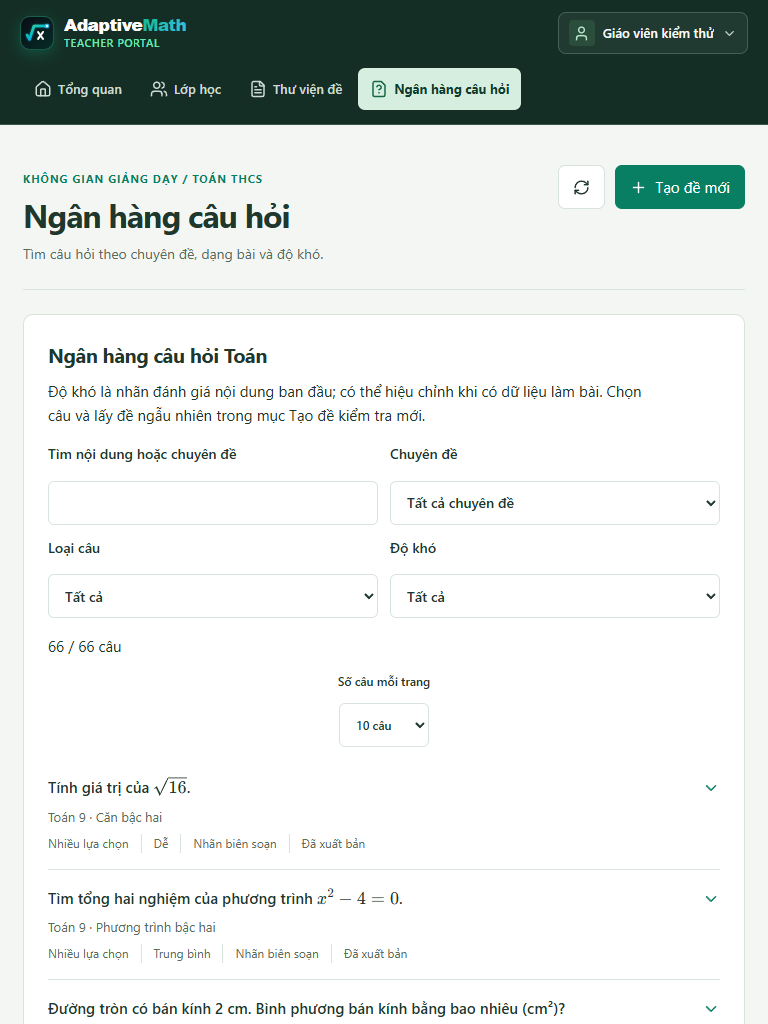 AdaptiveMath
TEACHER PORTAL
Giáo viên kiểm thử
Tổng quan
Lớp học
Thư viện đề
Ngân hàng câu hỏi
KHÔNG GIAN GIẢNG DẠY / TOÁN THCS
Ngân hàng câu hỏi
Tìm câu hỏi theo chuyên đề, dạng bài và độ khó.
Tạo đề mới
Ngân hàng câu hỏi Toán
Độ khó là nhãn đánh giá nội dung ban đầu; có thể hiệu chỉnh khi có dữ liệu làm bài. Chọn
câu và lấy đề ngẫu nhiên trong mục Tạo đề kiểm tra mới.
Tìm nội dung hoặc chuyên đề
Chuyên đề
Tất cả chuyên đề
Loại câu
Độ khó
Tất cả
Tất cả
66 / 66 câu
Số câu mỗi trang
10 câu
Tính giá trị của √16.
Toán 9 · Căn bậc hai
Nhiều lựa chọn Dễ Nhãn biên soạn Đã xuất bản
Tìm tổng hai nghiệm của phương trình x² − 4 = 0.
Toán 9 · Phương trình bậc hai
Nhiều lựa chọn Trung bình Nhãn biên soạn Đã xuất bản
Đường tròn có bán kính 2 cm. Bình phương bán kính bằng bao nhiêu (cm²)?